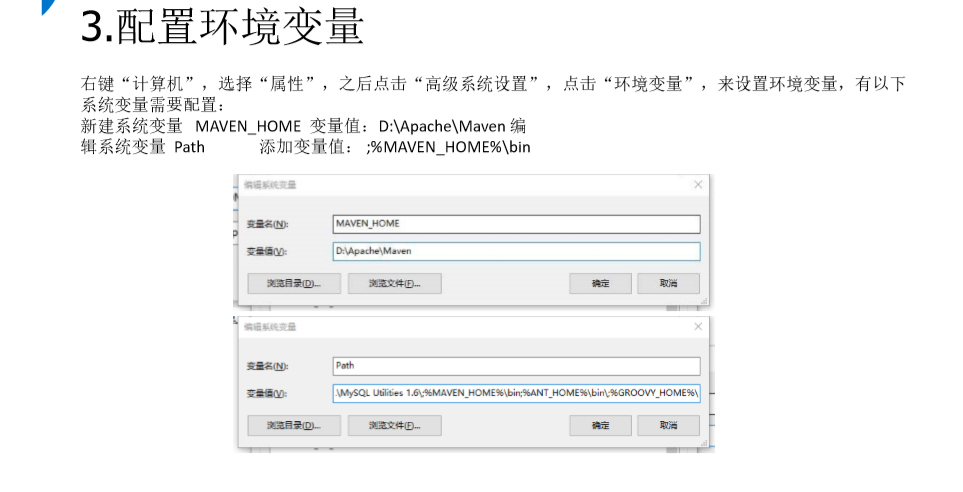 3.配置环境变量
右键“计算机”，选择“属性”，之后点击“高级系统设置”，点击“环境变量”，来设置环境变量，有以下
系统变量需要配置：
新建系统变量 MAVEN_HOME 变量值：D:\Apache\Maven 编
辑系统变量 Path 添加变量值： ;%MAVEN_HOME%\bin
编辑系统变量
变量名(N): MAVEN_HOME
变量值(V): D:\Apache\Maven
浏览目录(D)... 浏览文件(F)... 确定 取消
编辑系统变量
变量名(N): Path
变量值(V): .\MySQL Utilities 1.6\;%MAVEN_HOME%\bin;%ANT_HOME%\bin\;%GROOVY_HOME%\
浏览目录(D)... 浏览文件(F)... 确定 取消